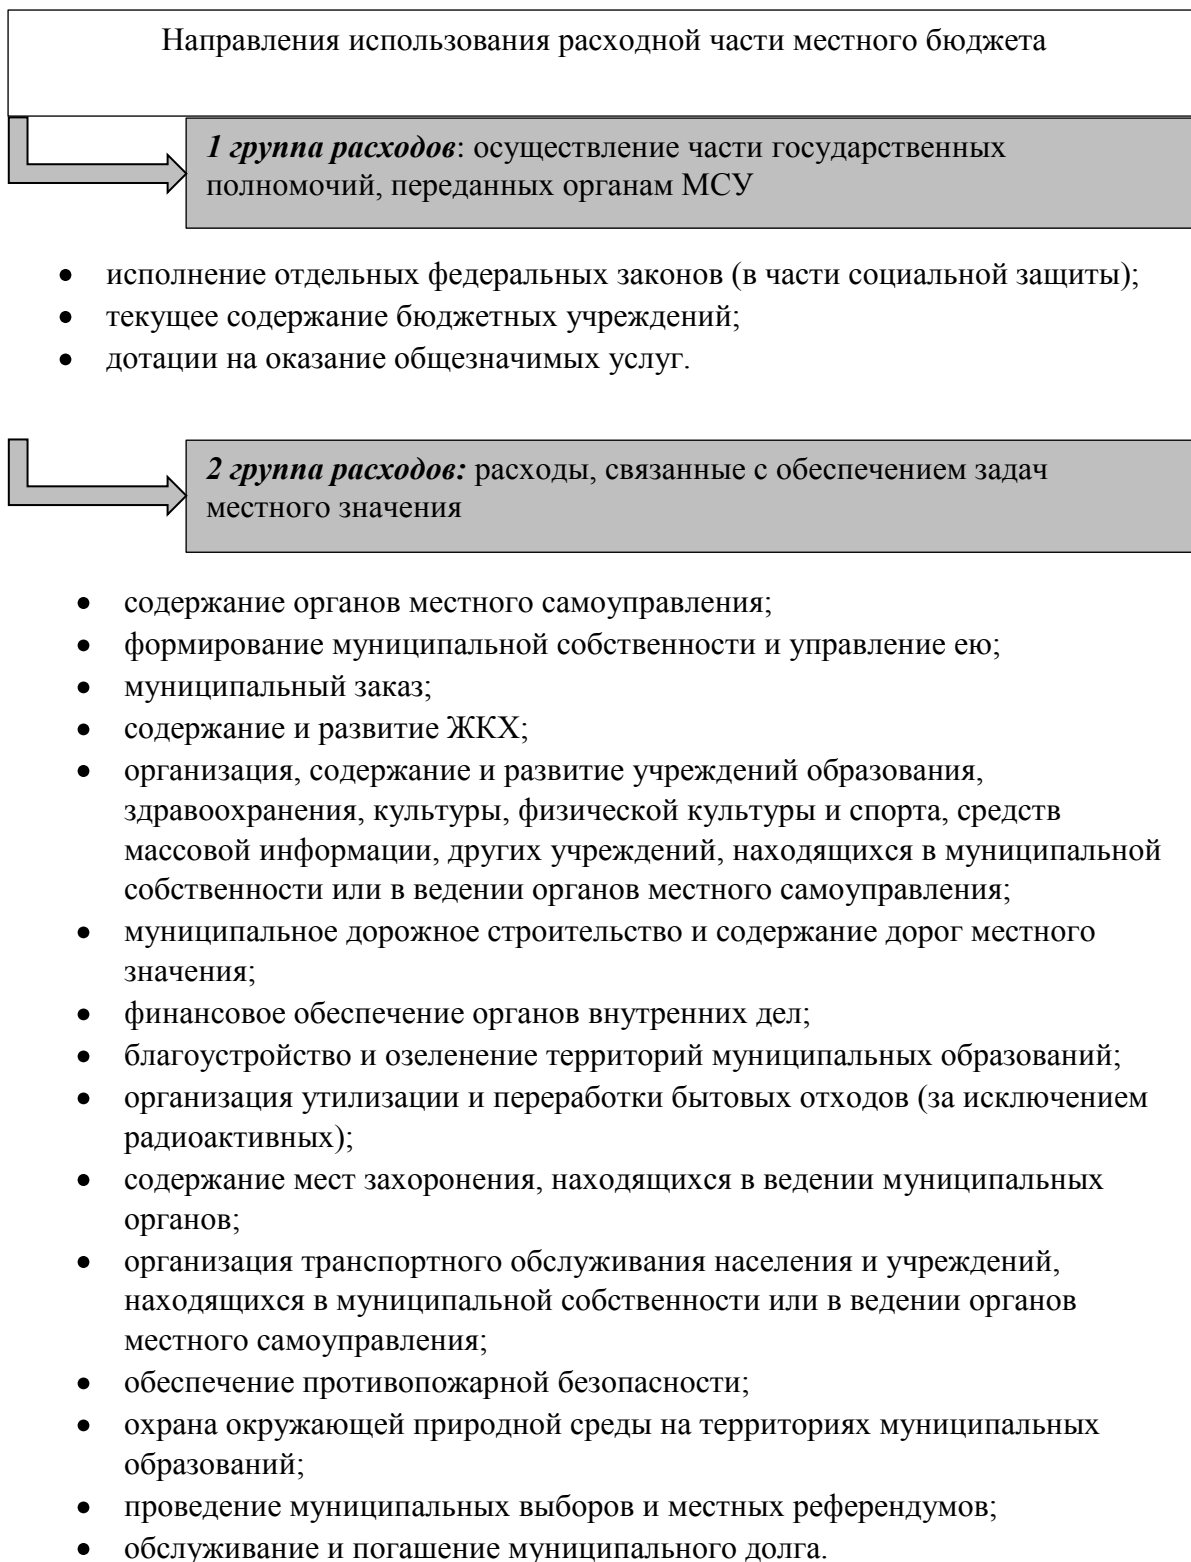 Направления использования расходной части местного бюджета
1 группа расходов: осуществление части государственных
полномочий, переданных органам МСУ
• исполнение отдельных федеральных законов (в части социальной защиты);
• текущее содержание бюджетных учреждений;
• дотации на оказание общезначимых услуг.
2 группа расходов: расходы, связанные с обеспечением задач
местного значения
• содержание органов местного самоуправления;
• формирование муниципальной собственности и управление ею;
• муниципальный заказ;
• содержание и развитие ЖКХ;
• организация, содержание и развитие учреждений образования,
здравоохранения, культуры, физической культуры и спорта, средств
массовой информации, других учреждений, находящихся в муниципальной
собственности или в ведении органов местного самоуправления;
• муниципальное дорожное строительство и содержание дорог местного
значения;
• финансовое обеспечение органов внутренних дел;
• благоустройство и озеленение территорий муниципальных образований;
• организация утилизации и переработки бытовых отходов (за исключением
радиоактивных);
• содержание мест захоронения, находящихся в ведении муниципальных
органов;
• организация транспортного обслуживания населения и учреждений,
находящихся в муниципальной собственности или в ведении органов
местного самоуправления;
• обеспечение противопожарной безопасности;
• охрана окружающей природной среды на территориях муниципальных
образований;
• проведение муниципальных выборов и местных референдумов;
• обслуживание и погашение муниципального долга.